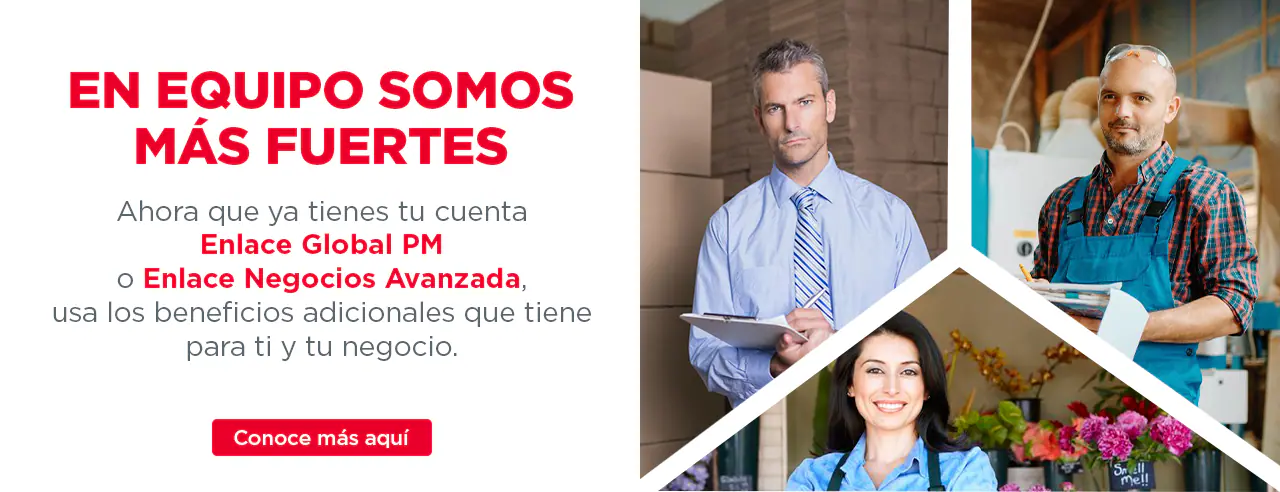 EN EQUIPO SOMOS
MÁS FUERTES
Ahora que ya tienes tu cuenta
Enlace Global PM
o Enlace Negocios Avanzada,
usa los beneficios adicionales que tiene
para ti y tu negocio.
Conoce más aquí
Smell
me!!